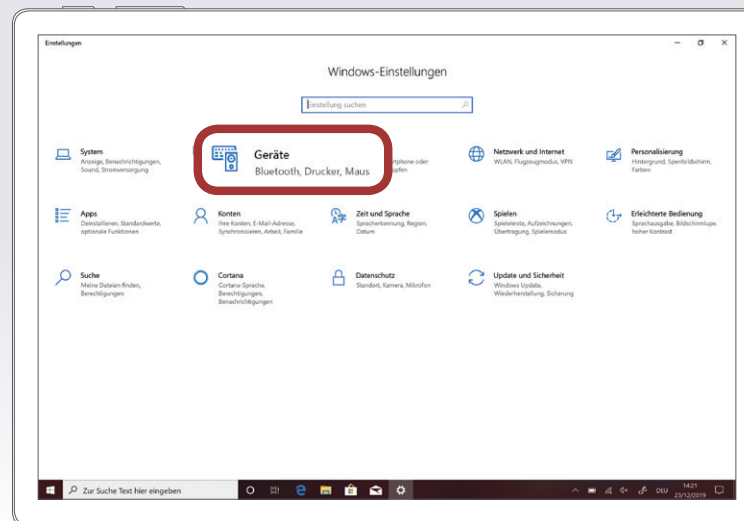 Einstellungen
Windows-Einstellungen
Einstellung suchen
System
Anzeige, Benachrichtigungen,
Sound, Stromversorgung
Geräte
Bluetooth, Drucker, Maus
rtphone oder
Netzwerk und Internet
WLAN, Flugzeugmodus, VPN
Personalisierung
Hintergrund, Sperrbildschirm,
Farben
Apps
Deinstallieren, Standardwerte,
optionale Funktionen
Konten
Ihre Konten, E-Mail-Adresse,
Synchronisieren, Arbeit, Familie
Zeit und Sprache
Spracherkennung, Region,
Datum
Spielen
Spieleleiste, Aufzeichnungen,
Übertragung, Spielemodus
Erleichterte Bedienung
Sprachausgabe, Bildschirmlupe,
hoher Kontrast
Suche
Meine Dateien finden,
Berechtigungen
Cortana
Cortana-Sprache,
Berechtigungen,
Benachrichtigungen
Datenschutz
Standort, Kamera, Mikrofon
Update und Sicherheit
Windows Update,
Wiederherstellung, Sicherung
Zur Suche Text hier eingeben
DEU
14:21
23/12/2019